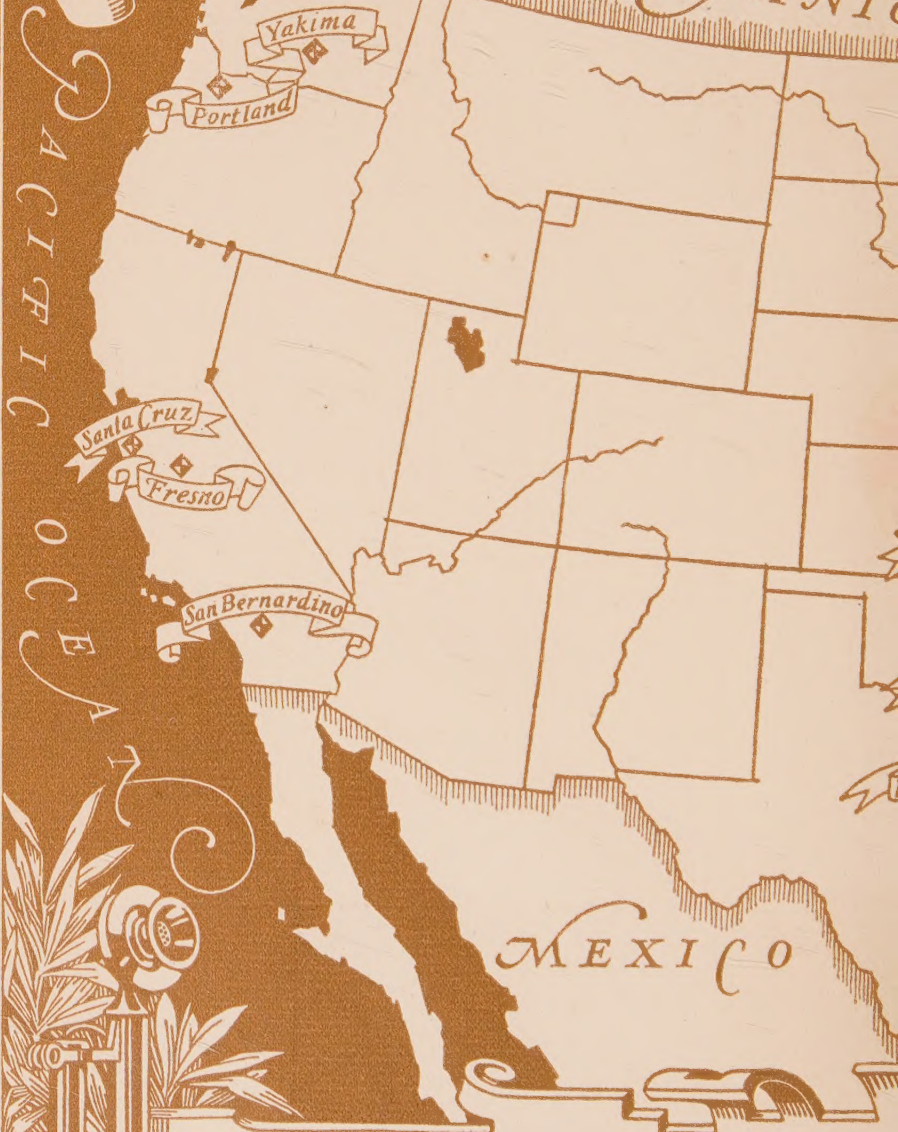 Yakima
Portland
PACIFIC OCEAN
Santa Cruz
Fresno
San Bernardino
MEXICO